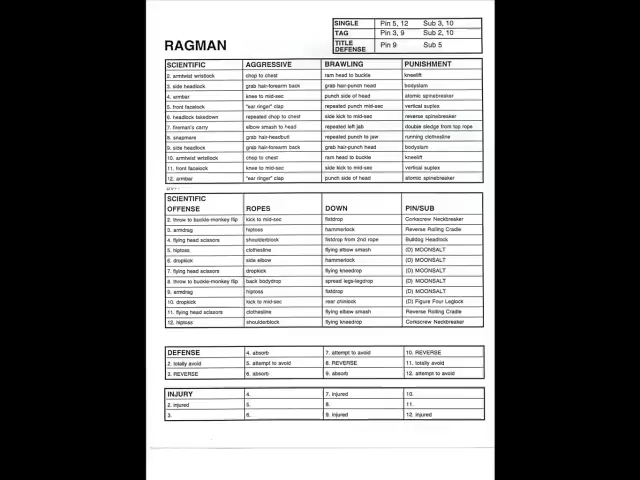 SINGLE Pin 5, 12 Sub 3, 10
TAG Pin 3, 9 Sub 2, 10
RAGMAN
TITLE DEFENSE Pin 9 Sub 5
SCIENTIFIC AGGRESSIVE BRAWLING PUNISHMENT
2. armtwist wristlock chop to chest ram head to buckle kneelift
3. side headlock grab hair-forearm back grab hair-punch head bodyslam
4. armbar knee to mid-sec punch side of head atomic spinebreaker
5. front facelock "ear ringer" clap repeated punch mid-sec vertical suplex
6. headlock takedown repeated chop to chest side kick to mid-sec reverse spinebreaker
7. fireman's carry elbow smash to head repeated left jab double sledge from top rope
8. snapmare grab hair-headbutt repeated punch to jaw running clothesline
9. side headlock grab hair-forearm back grab hair-punch head bodyslam
10. armtwist wristlock chop to chest ram head to buckle kneelift
11. front facelock knee to mid-sec side kick to mid-sec vertical suplex
12. armbar "ear ringer" clap punch side of head atomic spinebreaker
SCIENTIFIC
OFFENSE ROPES DOWN PIN/SUB
2. throw to buckle-monkey flip kick to mid-sec fistdrop Corkscrew Neckbreaker
3. armdrag hiptoss hammerlock Reverse Rolling Cradle
4. flying head scissors shoulderblock fistdrop from 2nd rope Bulldog Headlock
5. hiptoss clothesline flying elbow smash (D) MOONSALT
6. dropkick side elbow hammerlock (D) MOONSALT
7. flying head scissors dropkick flying kneedrop (D) MOONSALT
8. throw to buckle-monkey flip back bodydrop spread legs-legdrop (D) MOONSALT
9. armdrag hiptoss fistdrop (D) MOONSALT
10. dropkick kick to mid-sec rear chinlock (D) Figure Four Leglock
11. flying head scissors clothesline flying elbow smash Reverse Rolling Cradle
12. hiptoss shoulderblock flying kneedrop Corkscrew Neckbreaker
DEFENSE 4. absorb 7. attempt to avoid 10. REVERSE
2. totally avoid 5. attempt to avoid 8. REVERSE 11. totally avoid
3. REVERSE 6. absorb 9. absorb 12. attempt to avoid
INJURY 4. 7. injured 10.
2. injured 5. 8. 11.
3. 6. 9. injured 12. injured